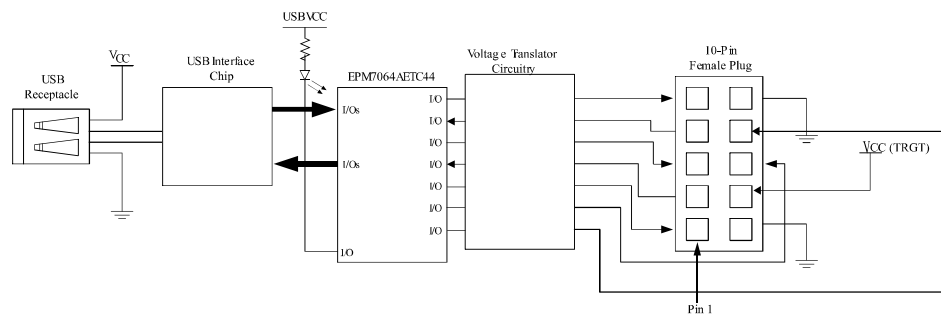 USBVCC
10-Pin
Female Plug
VCC
USB Interface
Chip
Voltage Translator
Circuitry
USB
Receptacle
EPM7064AETC44
I/Os
I/Os
I/O
I/O
I/O
I/O
I/O
I/O
I/O
I/O
VCC (TRGT)
Pin 1